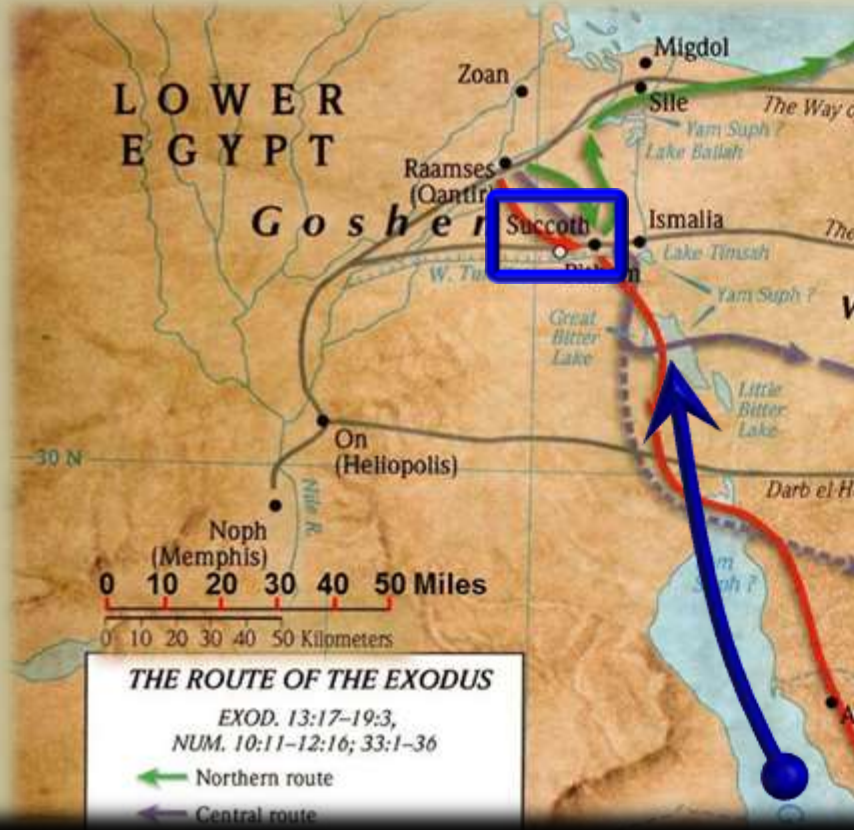 LOWER
EGYPT
Goshen
Zoan
Migdol
Sile
The Way o
Yam Suph ?
Lake Ballah
Raamses
(Qantir)
Succoth
Ismalia
The
Lake Timsah
W. Tu
Yam Suph ?
Great
Bitter
Lake
Little
Bitter
Lake
On
(Heliopolis)
30 N
Darb el H
Nile R.
Noph
(Memphis)
Suph ?
0 10 20 30 40 50 Miles
0 10 20 30 40 50 Kilometers
A
THE ROUTE OF THE EXODUS
EXOD. 13:17–19:3,
NUM. 10:11–12:16; 33:1–36
Northern route
Central route